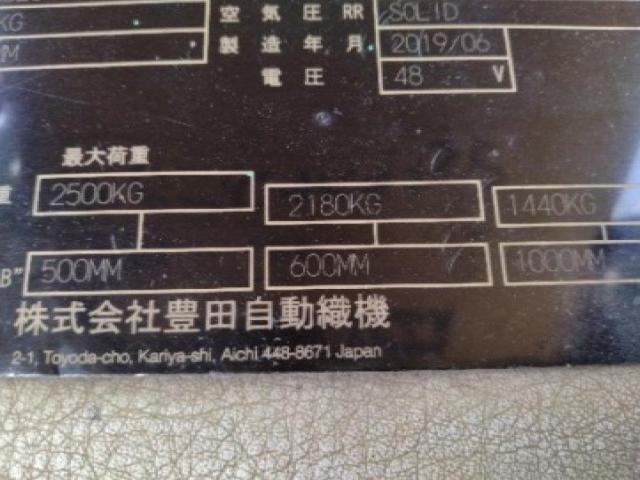 KG 空気圧 RR SOLID
MM 製造年月 2019/06
電圧 48 V
最大荷重
重 2500KG 2180KG 1440KG
B" 500MM 600MM 1000MM
株式会社豊田自動織機
2-1, Toyoda-cho, Kariya-shi, Aichi 448-8671 Japan